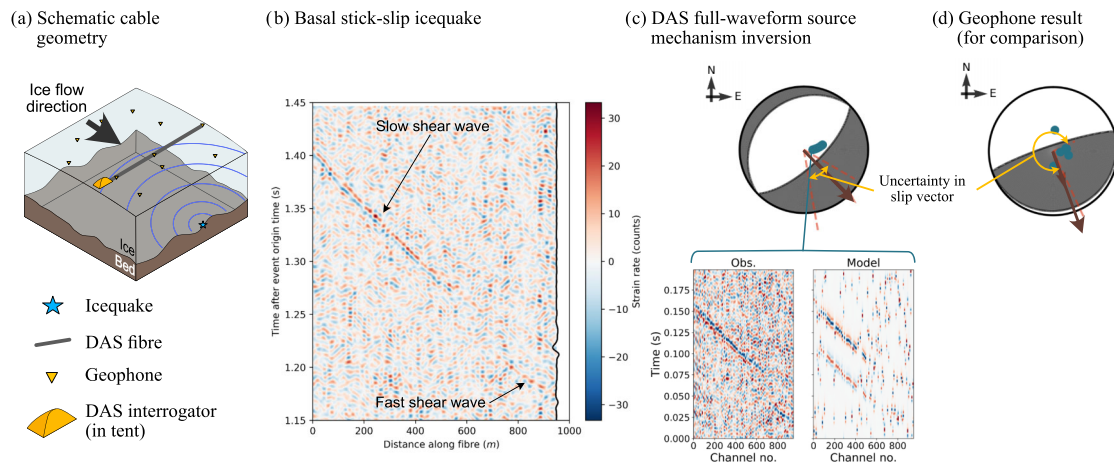 (a) Schematic cable
geometry
Ice flow
direction
Ice
Bed
Icequake
DAS fibre
Geophone
DAS interrogator
(in tent)
(b) Basal stick-slip icequake
Time after event origin time (s)
1.45
1.40
1.35
1.30
1.25
1.20
1.15
Slow shear wave
Fast shear wave
0 200 400 600 800 1000
Distance along fibre (m)
30
20
10
0
−10
−20
−30
Strain rate (counts)
(c) DAS full-waveform source
mechanism inversion
N
E
Uncertainty in
slip vector
Obs.
Model
Time (s)
0.175
0.150
0.125
0.100
0.075
0.050
0.025
0.000
0 200 400 600 800
Channel no.
0 200 400 600 800
Channel no.
(d) Geophone result
(for comparison)
N
E